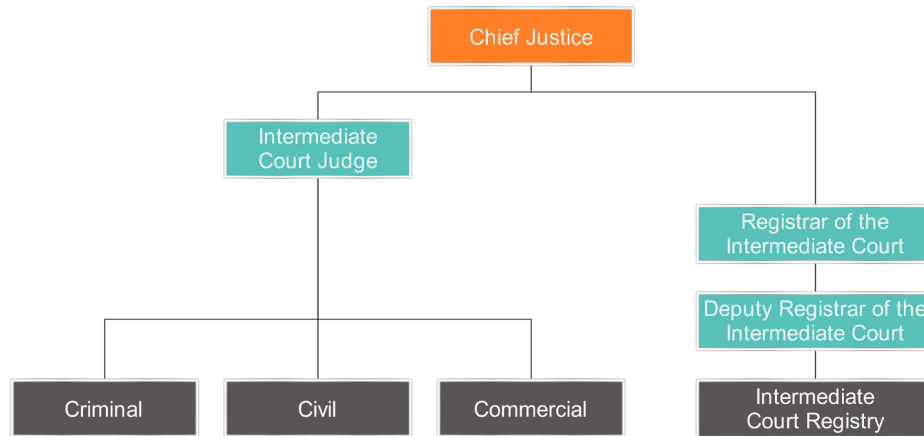 Chief Justice
Intermediate
Court Judge
Registrar of the
Intermediate Court
Deputy Registrar of the
Intermediate Court
Criminal
Civil
Commercial
Intermediate
Court Registry